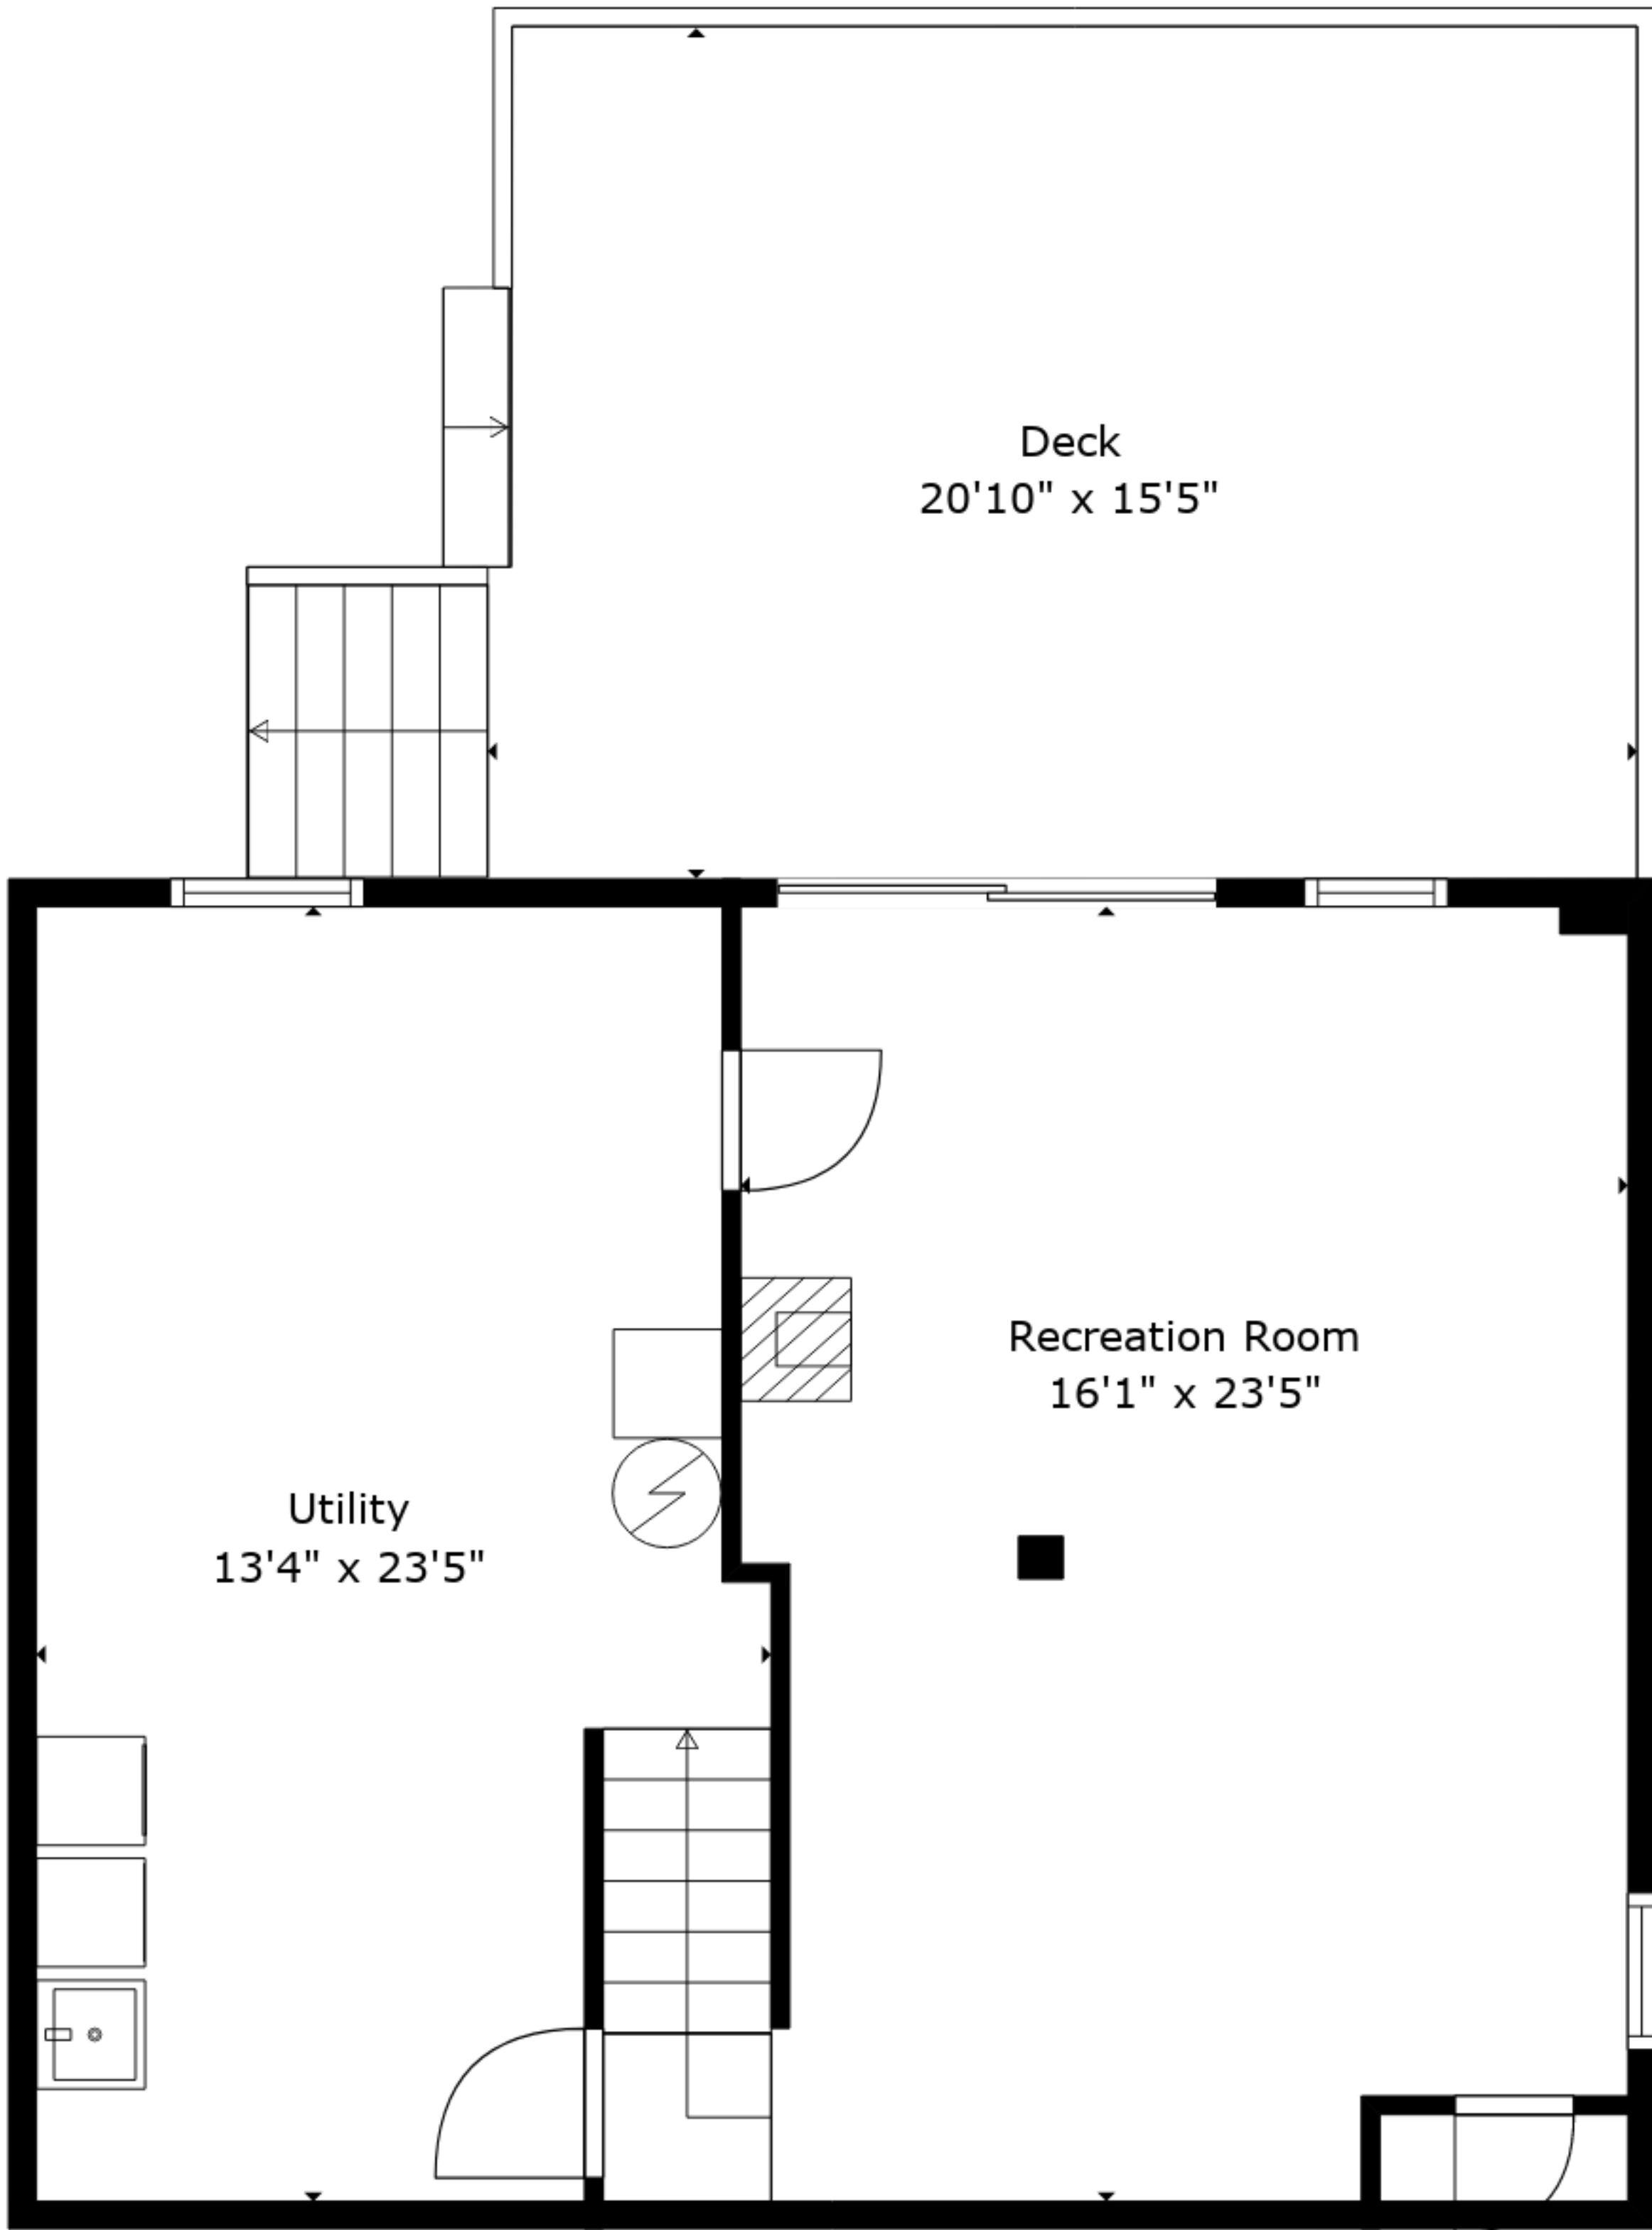 Deck
20'10" x 15'5"
Recreation Room
16'1" x 23'5"
Utility
13'4" x 23'5"